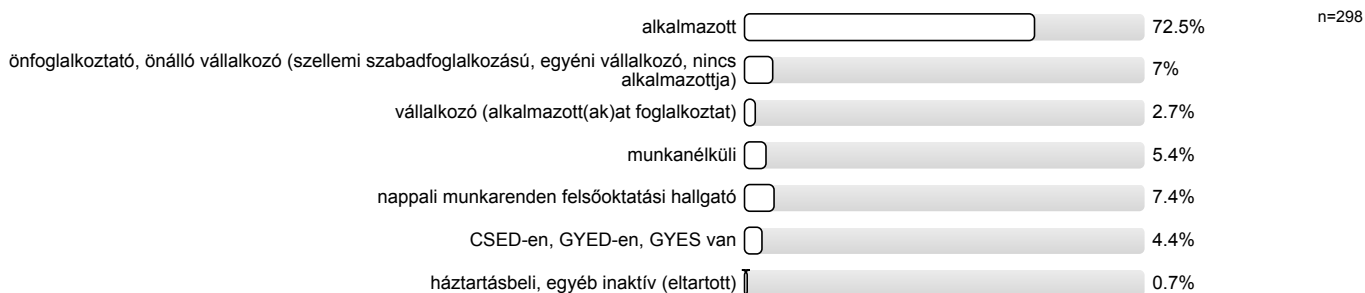 n=298
alkalmazott 72.5%
önfoglalkoztató, önálló vállalkozó (szellemi szabadfoglalkozású, egyéni vállalkozó, nincs
alkalmazottja) 7%
vállalkozó (alkalmazott(ak)at foglalkoztat) 2.7%
munkanélküli 5.4%
nappali munkarenden felsőoktatási hallgató 7.4%
CSED-en, GYED-en, GYES van 4.4%
háztartásbeli, egyéb inaktív (eltartott) 0.7%